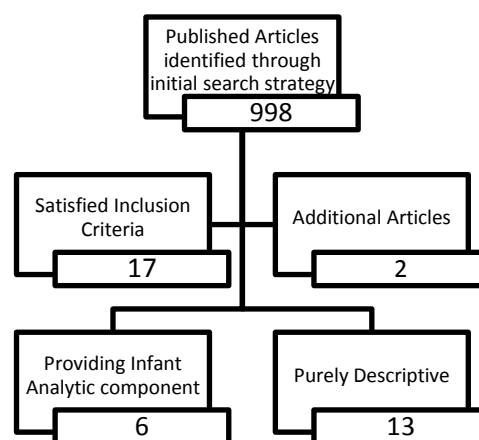 Published Articles
identified through
initial search strategy
998
Satisfied Inclusion
Criteria
17
Additional Articles
2
Providing Infant
Analytic component
6
Purely Descriptive
13